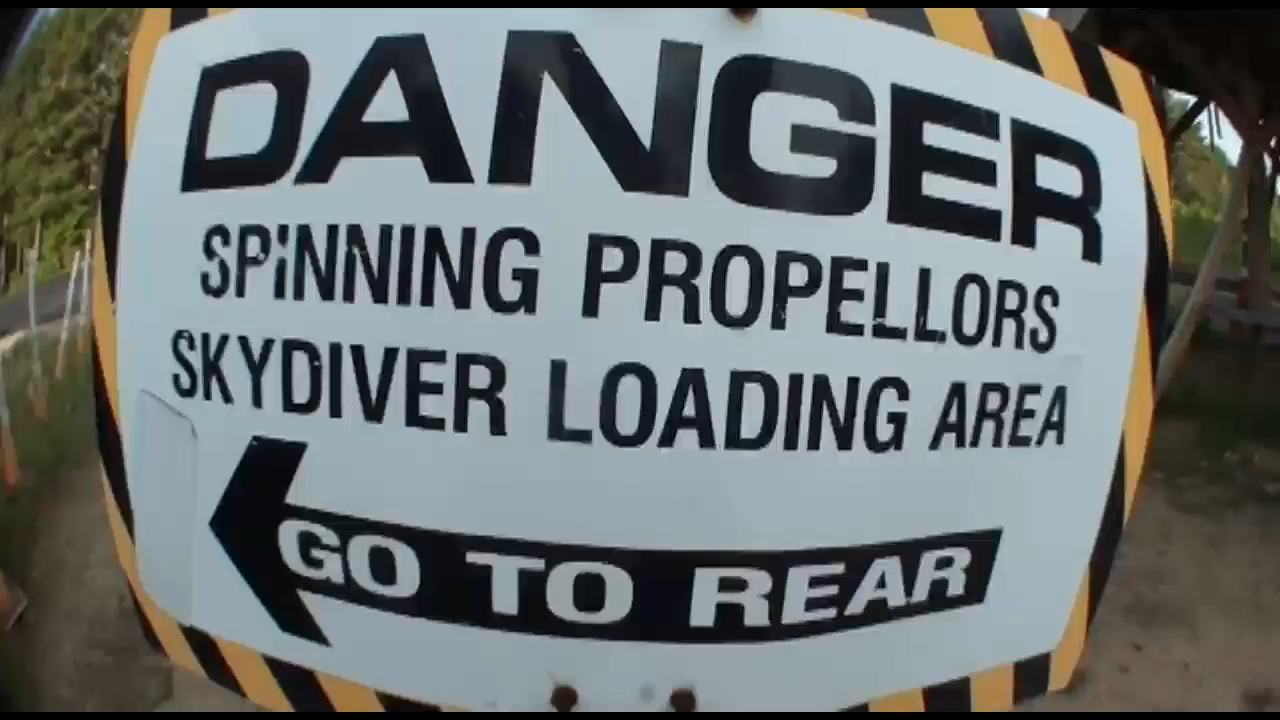 DANGER
SPINNING PROPELLORS
SKYDIVER LOADING AREA
GO TO REAR